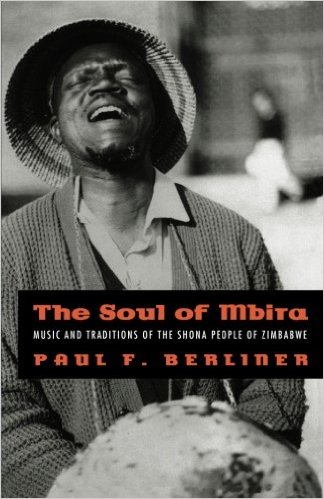 The Soul of Mbira
MUSIC AND TRADITIONS OF THE SHONA PEOPLE OF ZIMBABWE
PAUL F. BERLINER